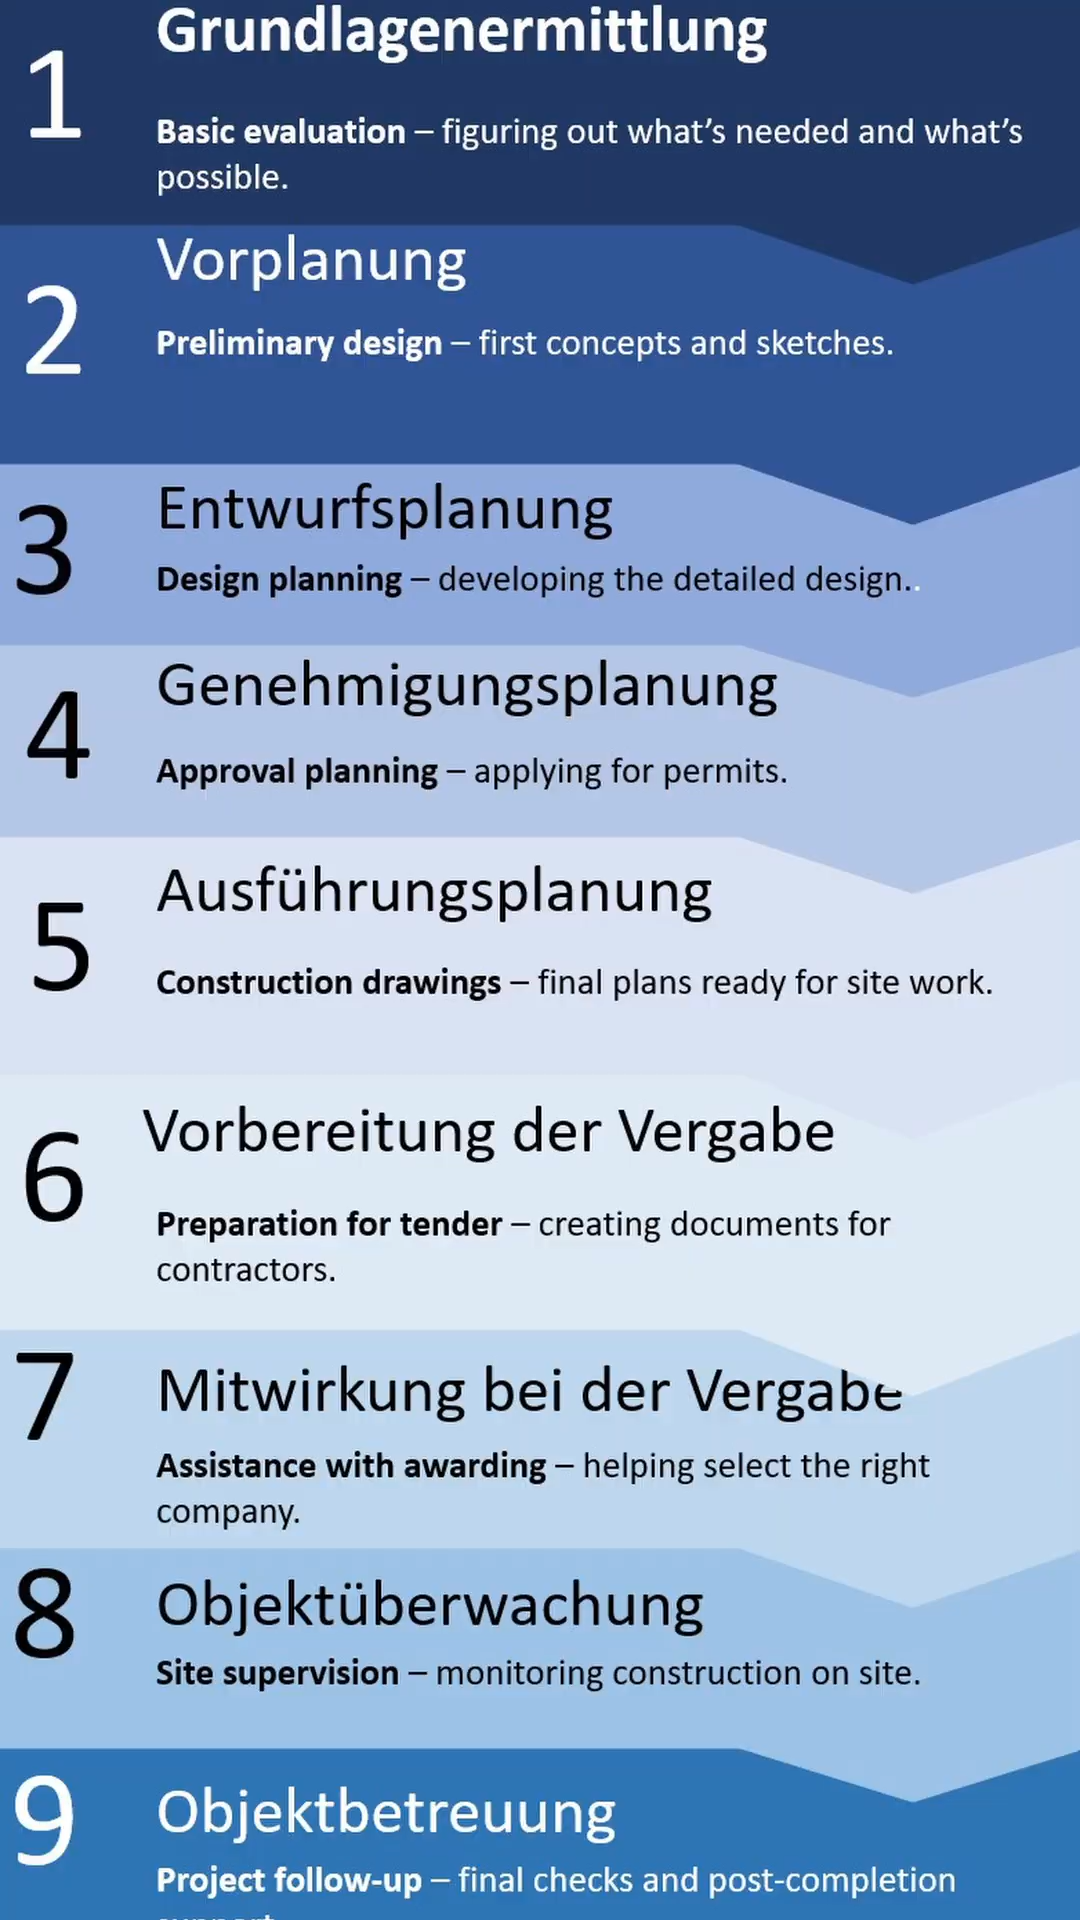 1
Grundlagenermittlung
Basic evaluation – figuring out what’s needed and what’s
possible.
2
Vorplanung
Preliminary design – first concepts and sketches.
3
Entwurfsplanung
Design planning – developing the detailed design..
4
Genehmigungsplanung
Approval planning – applying for permits.
5
Ausführungsplanung
Construction drawings – final plans ready for site work.
6
Vorbereitung der Vergabe
Preparation for tender – creating documents for
contractors.
7
Mitwirkung bei der Vergabe
Assistance with awarding – helping select the right
company.
8
Objektüberwachung
Site supervision – monitoring construction on site.
9
Objektbetreuung
Project follow-up – final checks and post-completion